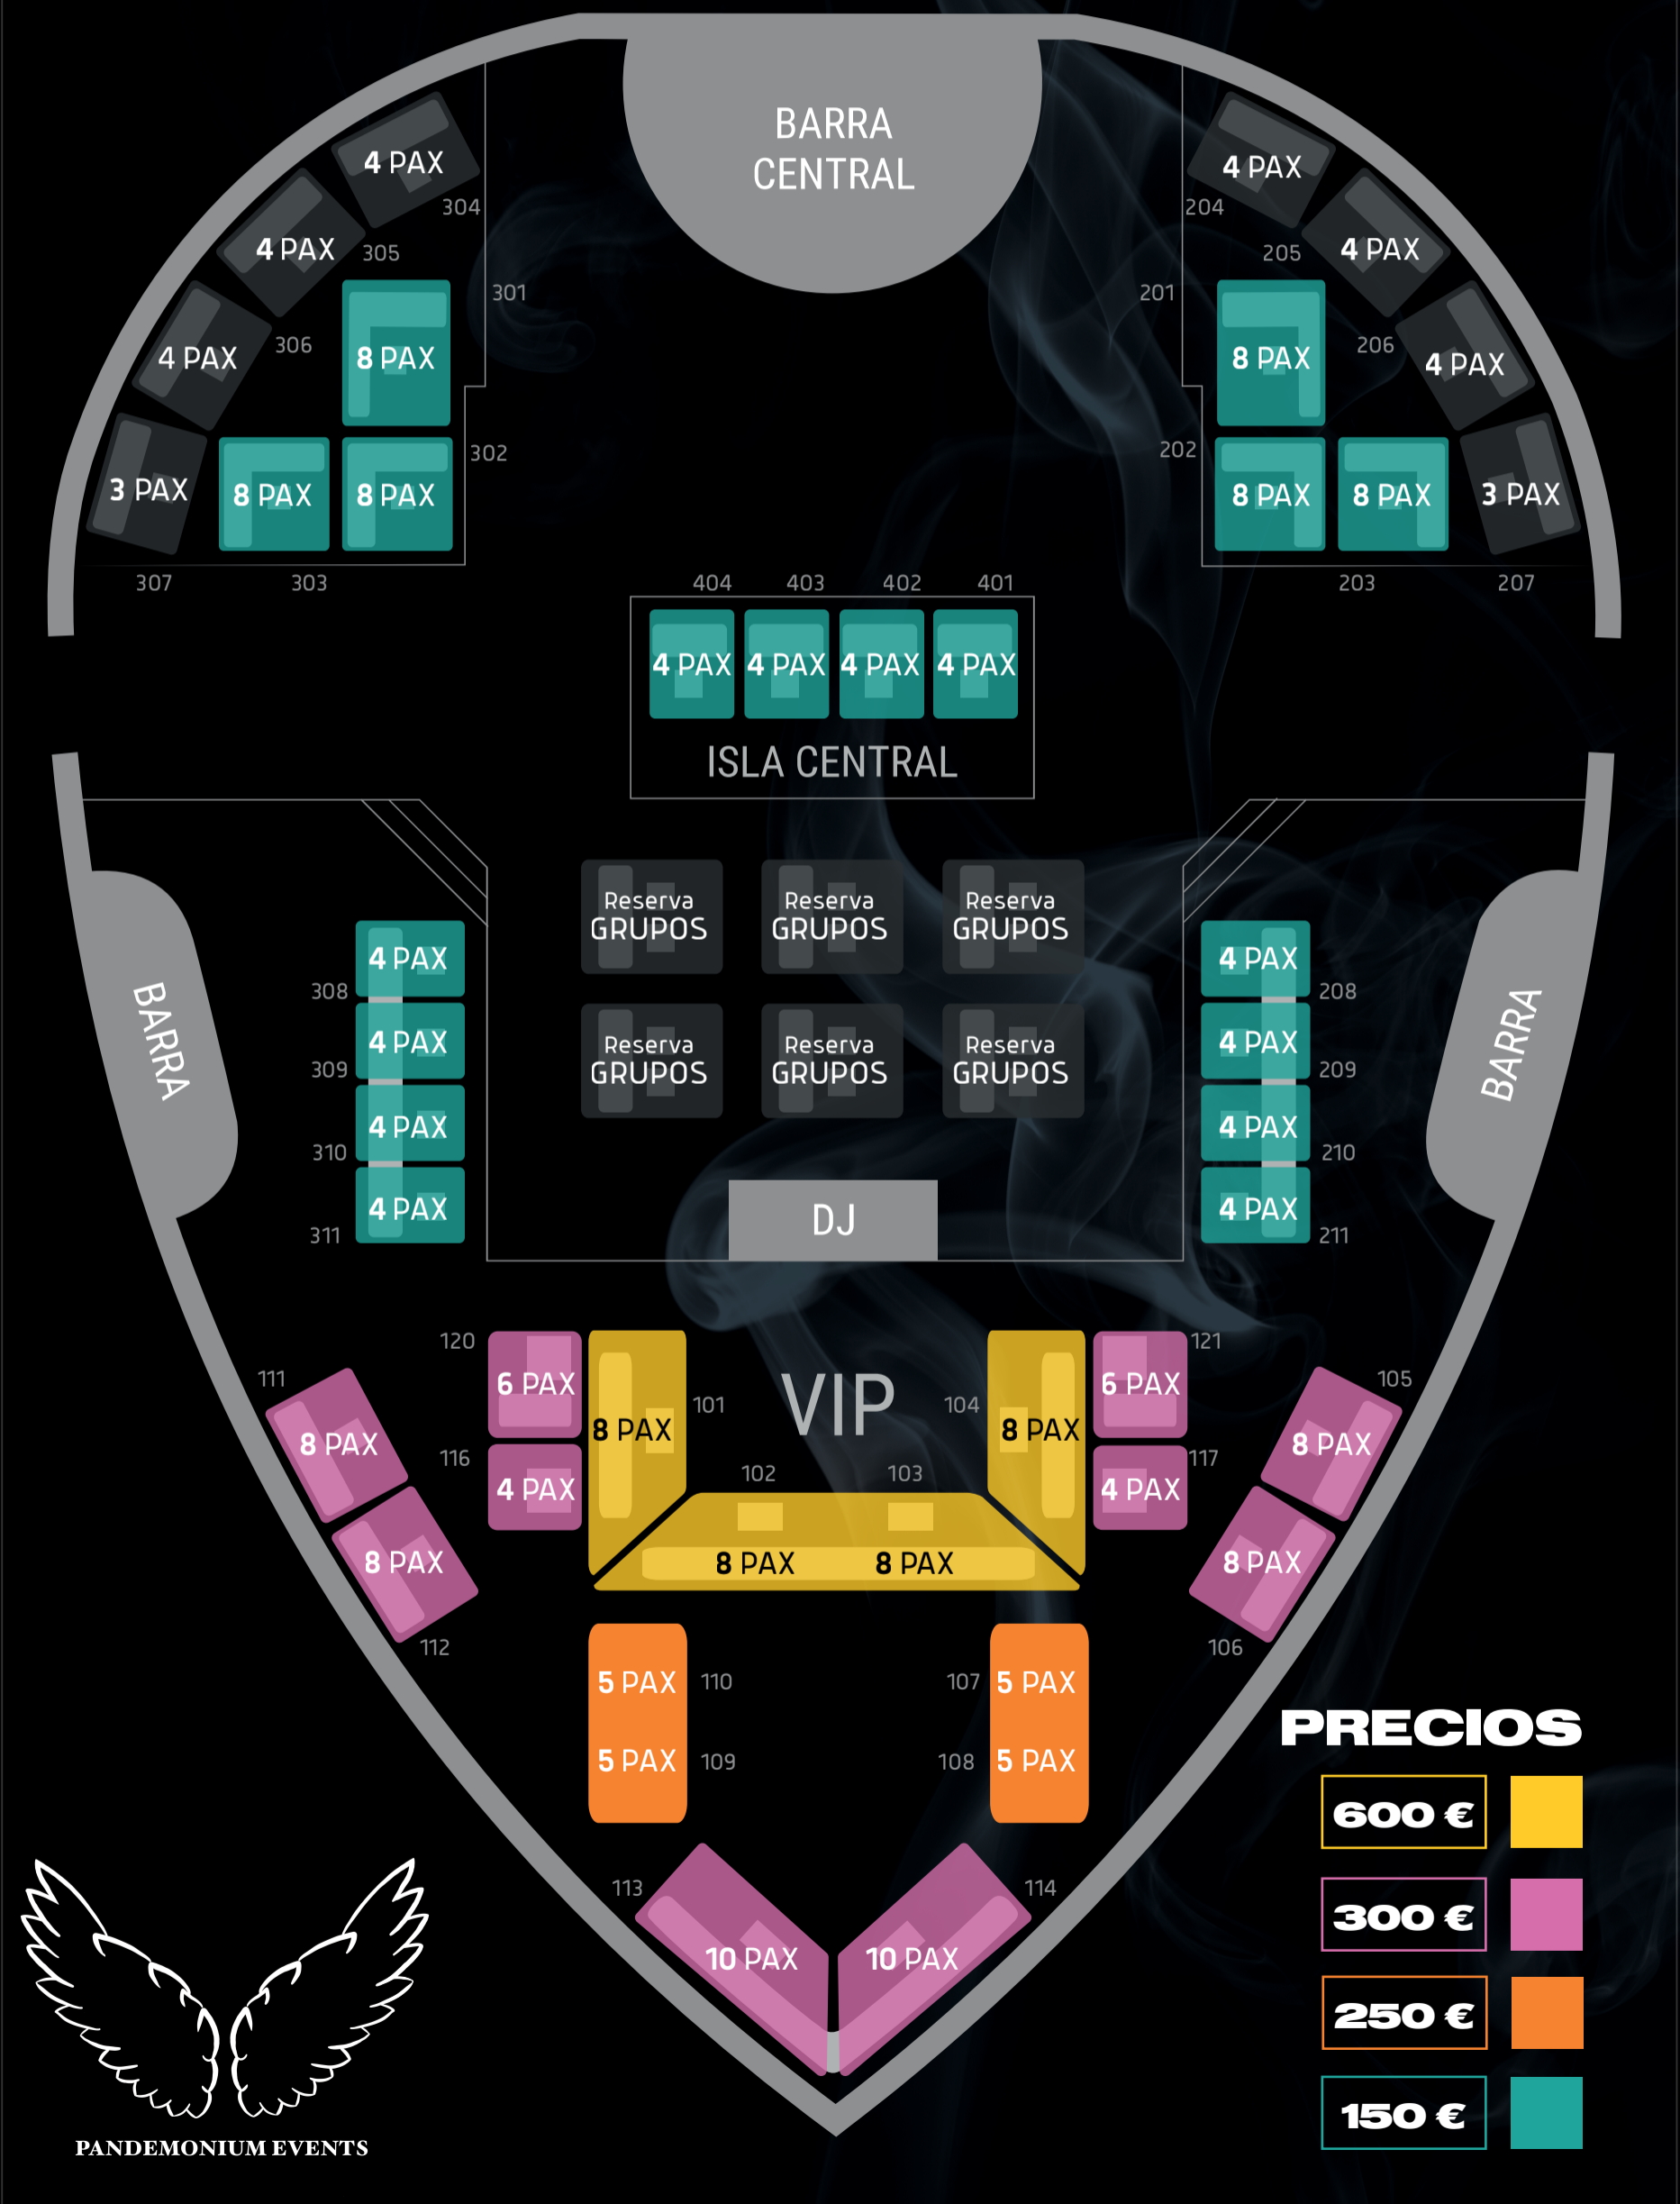 BARRA
CENTRAL
4 PAX
304
4 PAX
204
4 PAX
305
205
4 PAX
301
201
4 PAX
306
8 PAX
8 PAX
206
4 PAX
302
202
3 PAX
8 PAX
8 PAX
8 PAX
8 PAX
3 PAX
307
303
203
207
404
403
402
401
4 PAX
4 PAX
4 PAX
4 PAX
ISLA CENTRAL
Reserva
GRUPOS
Reserva
GRUPOS
Reserva
GRUPOS
4 PAX
308
4 PAX
208
BARRA
BARRA
4 PAX
309
4 PAX
209
Reserva
GRUPOS
Reserva
GRUPOS
Reserva
GRUPOS
4 PAX
310
4 PAX
210
4 PAX
311
4 PAX
211
DJ
120
121
111
105
6 PAX
6 PAX
VIP
101
104
8 PAX
8 PAX
8 PAX
8 PAX
116
117
102
103
4 PAX
4 PAX
8 PAX
8 PAX
8 PAX
8 PAX
112
106
5 PAX
110
107
5 PAX
5 PAX
109
108
5 PAX
113
114
10 PAX
10 PAX
PRECIOS
600 €
300 €
250 €
150 €
PANDEMONIUM EVENTS